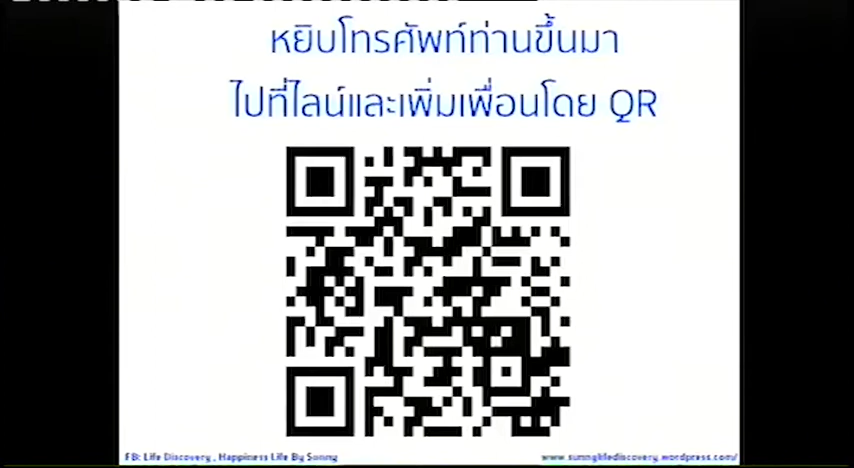 หยิบโทรศัพท์ท่านขึ้นมา
ไปที่ไลน์และเพิ่มเพื่อนโดย QR
FB: Life Discovery , Happiness Life By Sonny
www.sunnglifediscovery.wordpress.com/